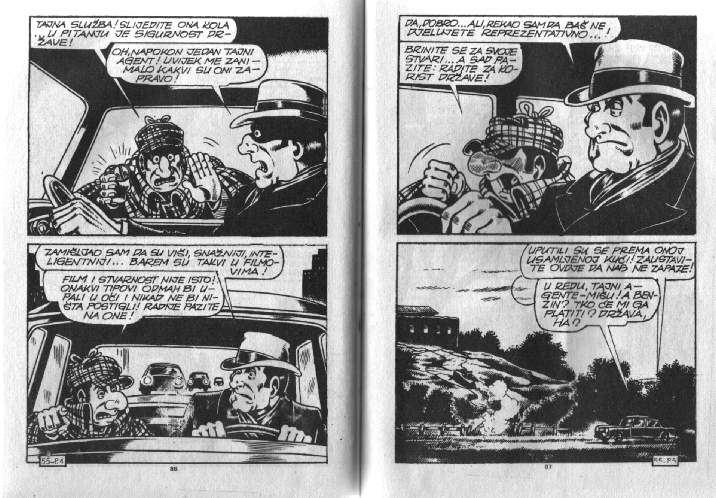 TAJNA SLUŽBA! SLIJEDITE ONA KOLA
...U PITANJU JE SIGURNOST DR-
ŽAVE!
OH, NAPOKON JEDAN TAJNI
AGENT! UVIJEK ME ZANI-
MALO KAKVI SU ONI ZA-
PRAVO!
ZAMIŠLJAO SAM DA SU VIŠI, SNAŽNIJI, INTE-
LIGENTNIJI... BAREM SU TAKVI U FILMO-
VIMA!
FILM I STVARNOST NIJE ISTO!
ONAKVI TIPOVI ODMAH BI U-
PALI U OČI I NIKAD NE BI NI-
ŠTA POSTIGLI! RADIJE PAZITE
NA ONE!
SS-84
86
DA, DOBRO... ALI, REKAO SAM DA BAŠ NE
DJELUJETE REPREZENTATIVNO...!
BRINITE SE ZA SVOJE
STVARI... A SAD PA-
ZITE: RADITE ZA KO-
RIST DRŽAVE!
UPUTILI SU SE PREMA ONOJ
USAMLJENOJ KUĆI! ZAUSTAVI-
TE OVDJE DA NAS NE ZAPAZE!
U REDU, TAJNI A-
GENTE-MIŠU! A BEN-
ZIN? TKO ĆE MI GA
PLATITI? DRŽAVA,
HA?
87